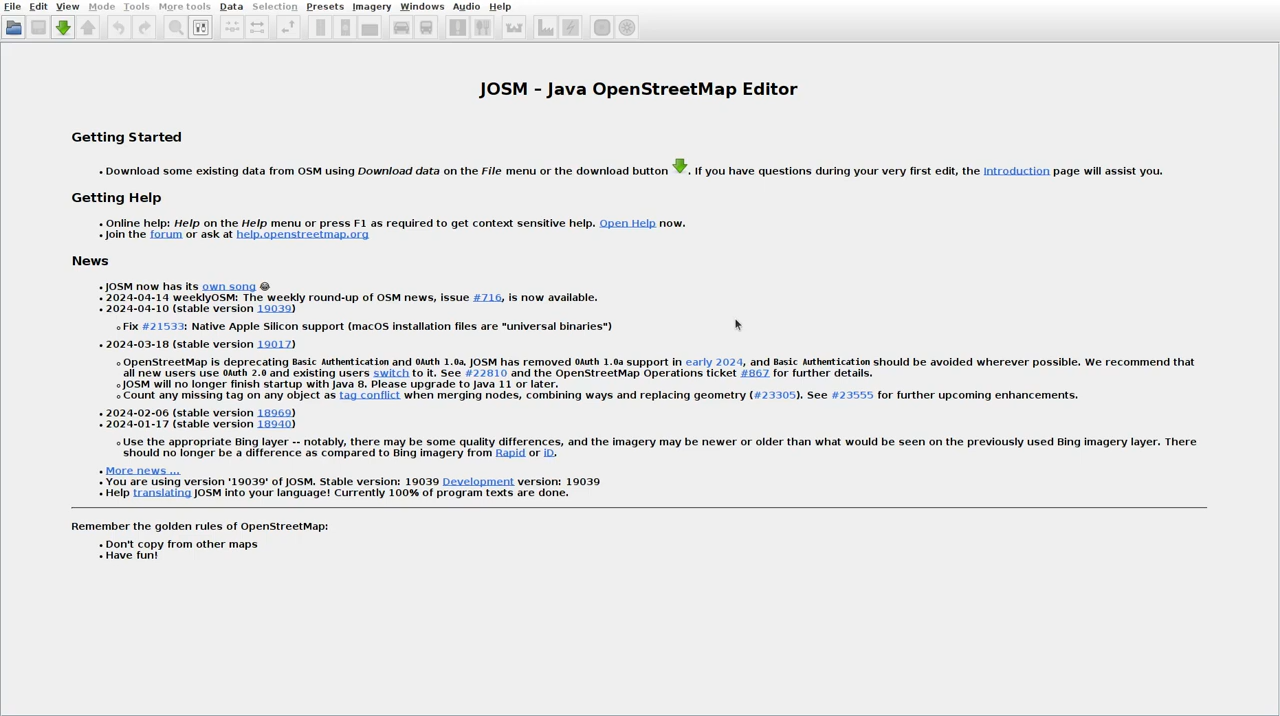 File Edit View Mode Tools More tools Data Selection Presets Imagery Windows Audio Help
JOSM – Java OpenStreetMap Editor
Getting Started
• Download some existing data from OSM using Download data on the File menu or the download button . If you have questions during your very first edit, the Introduction page will assist you.
Getting Help
• Online help: Help on the Help menu or press F1 as required to get context sensitive help. Open Help now.
• Join the forum or ask at help.openstreetmap.org
News
• JOSM now has its own song 😂
• 2024-04-14 weeklyOSM: The weekly round-up of OSM news, issue #716, is now available.
• 2024-04-10 (stable version 19039)
◦ Fix #21533: Native Apple Silicon support (macOS installation files are "universal binaries")
• 2024-03-18 (stable version 19017)
◦ OpenStreetMap is deprecating Basic Authentication and OAuth 1.0a. JOSM has removed OAuth 1.0a support in early 2024, and Basic Authentication should be avoided wherever possible. We recommend that
all new users use OAuth 2.0 and existing users switch to it. See #22810 and the OpenStreetMap Operations ticket #867 for further details.
◦ JOSM will no longer finish startup with Java 8. Please upgrade to Java 11 or later.
◦ Count any missing tag on any object as tag conflict when merging nodes, combining ways and replacing geometry (#23305). See #23555 for further upcoming enhancements.
• 2024-02-06 (stable version 18969)
• 2024-01-17 (stable version 18940)
◦ Use the appropriate Bing layer -- notably, there may be some quality differences, and the imagery may be newer or older than what would be seen on the previously used Bing imagery layer. There
should no longer be a difference as compared to Bing imagery from Rapid or iD.
• More news ...
• You are using version '19039' of JOSM. Stable version: 19039 Development version: 19039
• Help translating JOSM into your language! Currently 100% of program texts are done.
Remember the golden rules of OpenStreetMap:
• Don't copy from other maps
• Have fun!